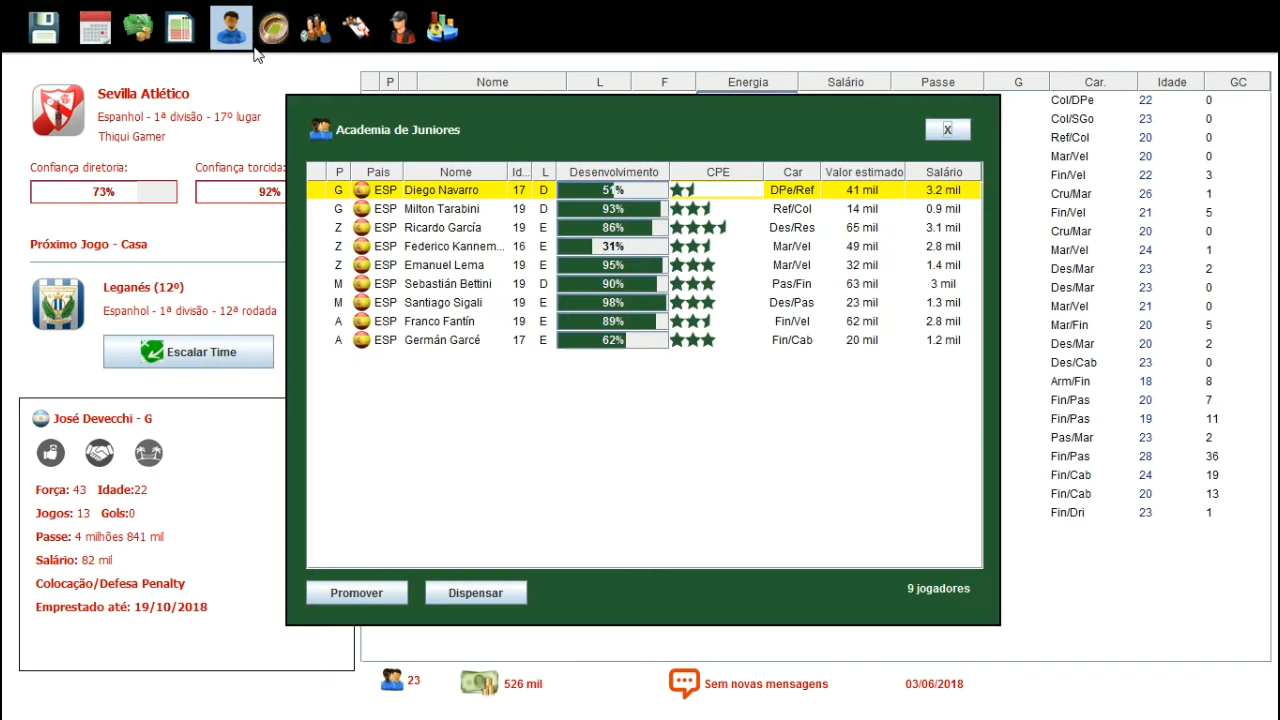 Sevilla Atlético
Espanhol - 1ª divisão - 17º lugar
Thiqui Gamer
Confiança diretoria:
Confiança torcida:
73%
92%
Próximo Jogo - Casa
Leganés (12º)
Espanhol - 1ª divisão - 12ª rodada
Escalar Time
José Devecchi - G
Força: 43 Idade:22
Jogos: 13 Gols:0
Passe: 4 milhões 841 mil
Salário: 82 mil
Colocação/Defesa Penalty
Emprestado até: 19/10/2018
P Nome L F Energia Salário Passe G Car. Idade GC
Col/DPe 22 0
Col/SGo 23 0
Ref/Col 20 0
Mar/Vel 20 0
Fin/Vel 22 3
Cru/Mar 26 1
Fin/Vel 21 5
Cru/Mar 20 0
Mar/Vel 24 1
Des/Mar 23 2
Des/Mar 23 0
Mar/Vel 21 0
Mar/Fin 20 5
Des/Mar 20 2
Des/Cab 23 0
Arm/Fin 18 8
Fin/Pas 20 7
Fin/Pas 19 11
Pas/Mar 23 2
Fin/Pas 28 36
Fin/Cab 24 19
Fin/Cab 20 13
Fin/Dri 23 1
Academia de Juniores
X
P Pais Nome Id... L Desenvolvimento CPE Car Valor estimado Salário
G ESP Diego Navarro 17 D 51% DPe/Ref 41 mil 3.2 mil
G ESP Milton Tarabini 19 D 93% Ref/Col 14 mil 0.9 mil
Z ESP Ricardo García 19 E 86% Des/Res 65 mil 3.1 mil
Z ESP Federico Kannem... 16 E 31% Mar/Vel 49 mil 2.8 mil
Z ESP Emanuel Lema 19 E 95% Mar/Vel 32 mil 1.4 mil
M ESP Sebastián Bettini 19 D 90% Pas/Fin 63 mil 3 mil
M ESP Santiago Sigali 19 E 98% Des/Pas 23 mil 1.3 mil
A ESP Franco Fantín 19 E 89% Fin/Vel 62 mil 2.8 mil
A ESP Germán Garcé 17 E 62% Fin/Cab 20 mil 1.2 mil
Promover
Dispensar
9 jogadores
23
526 mil
Sem novas mensagens
03/06/2018